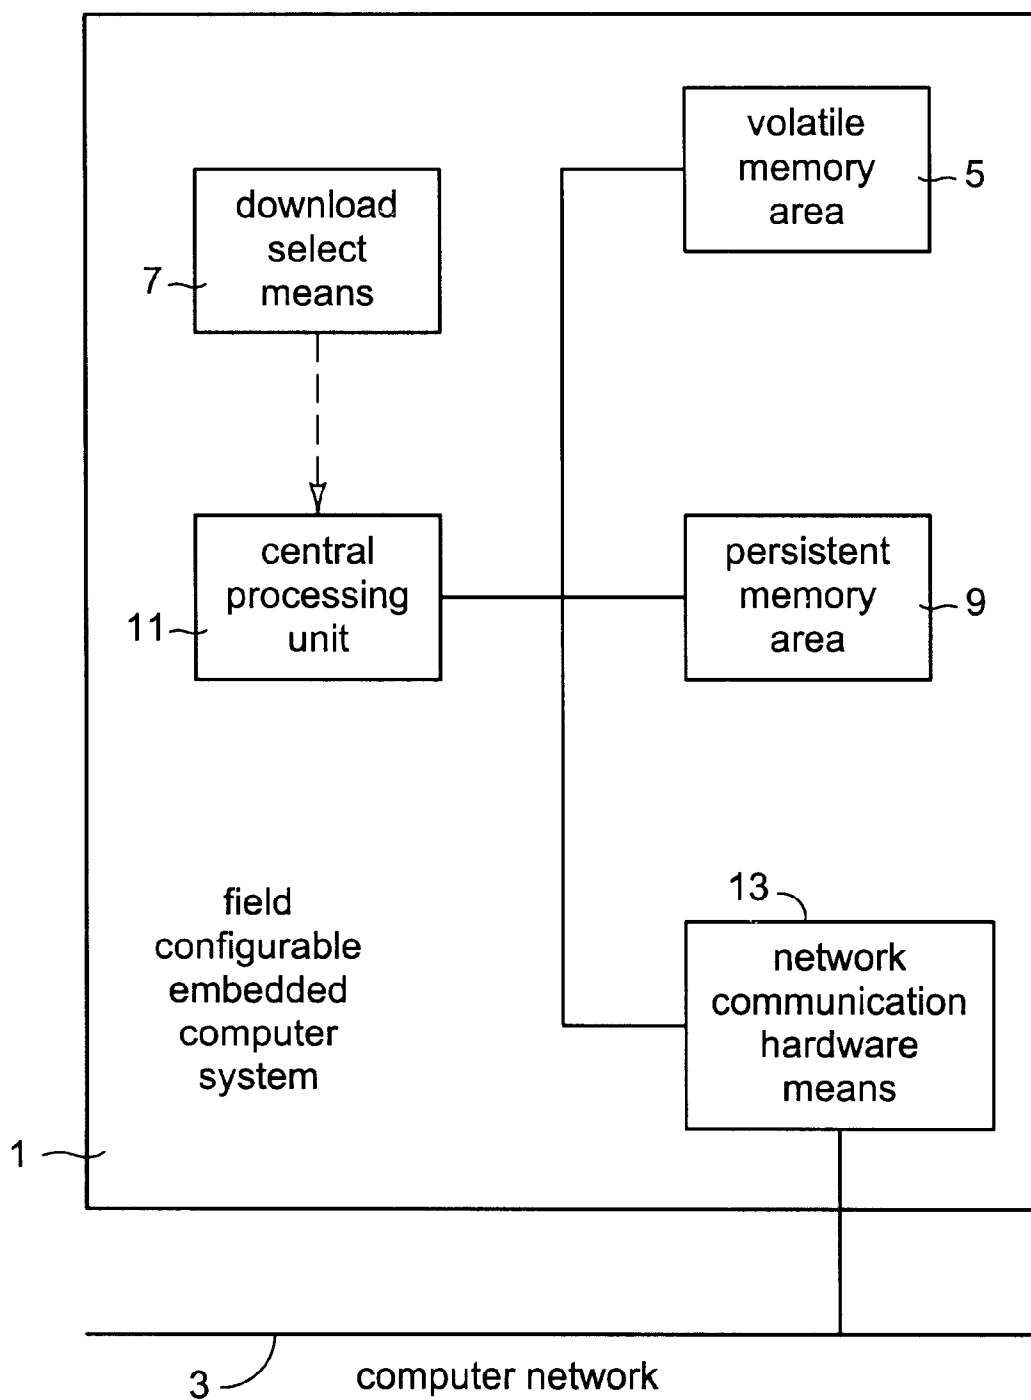 volatile
memory
area
5
download
select
means
7
central
processing
unit
11
persistent
memory
area
9
13
network
communication
hardware
means
field
configurable
embedded
computer
system
1
3
computer network